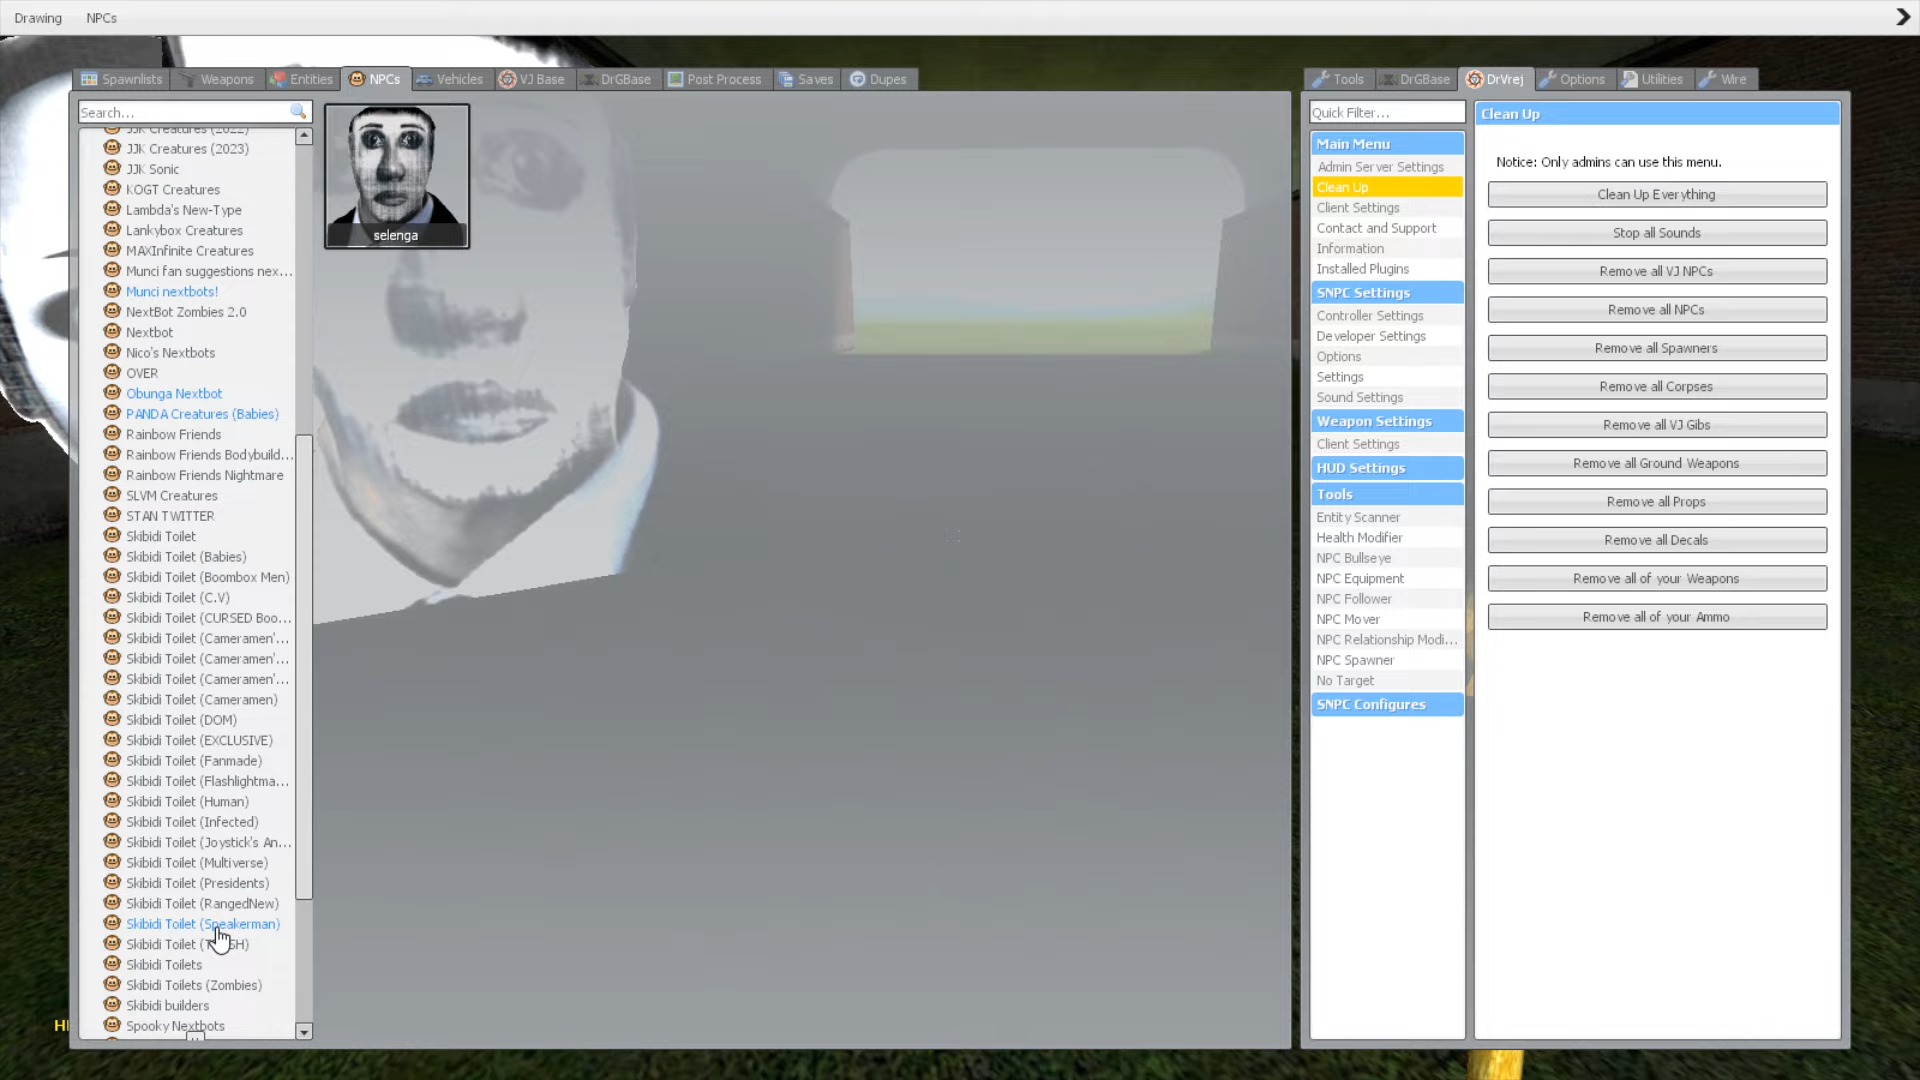 Drawing NPCs
Spawnlists Weapons Entities NPCs Vehicles VJ Base DrGBase Post Process Saves Dupes
Search...
JJK Creatures (2022)
JJK Creatures (2023)
JJK Sonic
KOGT Creatures
Lambda's New-Type
Lankybox Creatures
MAXInfinite Creatures
Munci fan suggestions nex...
Munci nextbots!
NextBot Zombies 2.0
Nextbot
Nico's Nextbots
OVER
Obunga Nextbot
PANDA Creatures (Babies)
Rainbow Friends
Rainbow Friends Bodybuild...
Rainbow Friends Nightmare
SLVM Creatures
STAN TWITTER
Skibidi Toilet
Skibidi Toilet (Babies)
Skibidi Toilet (Boombox Men)
Skibidi Toilet (C.V)
Skibidi Toilet (CURSED Boo...
Skibidi Toilet (Cameramen'...
Skibidi Toilet (Cameramen'...
Skibidi Toilet (Cameramen'...
Skibidi Toilet (Cameramen)
Skibidi Toilet (DOM)
Skibidi Toilet (EXCLUSIVE)
Skibidi Toilet (Fanmade)
Skibidi Toilet (Flashlightma...
Skibidi Toilet (Human)
Skibidi Toilet (Infected)
Skibidi Toilet (Joystick's An...
Skibidi Toilet (Multiverse)
Skibidi Toilet (Presidents)
Skibidi Toilet (RangedNew)
Skibidi Toilet (Speakerman)
Skibidi Toilet
Skibidi Toilets
Skibidi Toilets (Zombies)
Skibidi builders
Spooky Nextbots
selenga
Tools DrGBase DrVrej Options Utilities Wire
Quick Filter...
Main Menu
Admin Server Settings
Clean Up
Client Settings
Contact and Support
Information
Installed Plugins
SNPC Settings
Controller Settings
Developer Settings
Options
Settings
Sound Settings
Weapon Settings
Client Settings
HUD Settings
Tools
Entity Scanner
Health Modifier
NPC Bullseye
NPC Equipment
NPC Follower
NPC Mover
NPC Relationship Modi...
NPC Spawner
No Target
SNPC Configures
Clean Up
Notice: Only admins can use this menu.
Clean Up Everything
Stop all Sounds
Remove all VJ NPCs
Remove all NPCs
Remove all Spawners
Remove all Corpses
Remove all VJ Gibs
Remove all Ground Weapons
Remove all Props
Remove all Decals
Remove all of your Weapons
Remove all of your Ammo